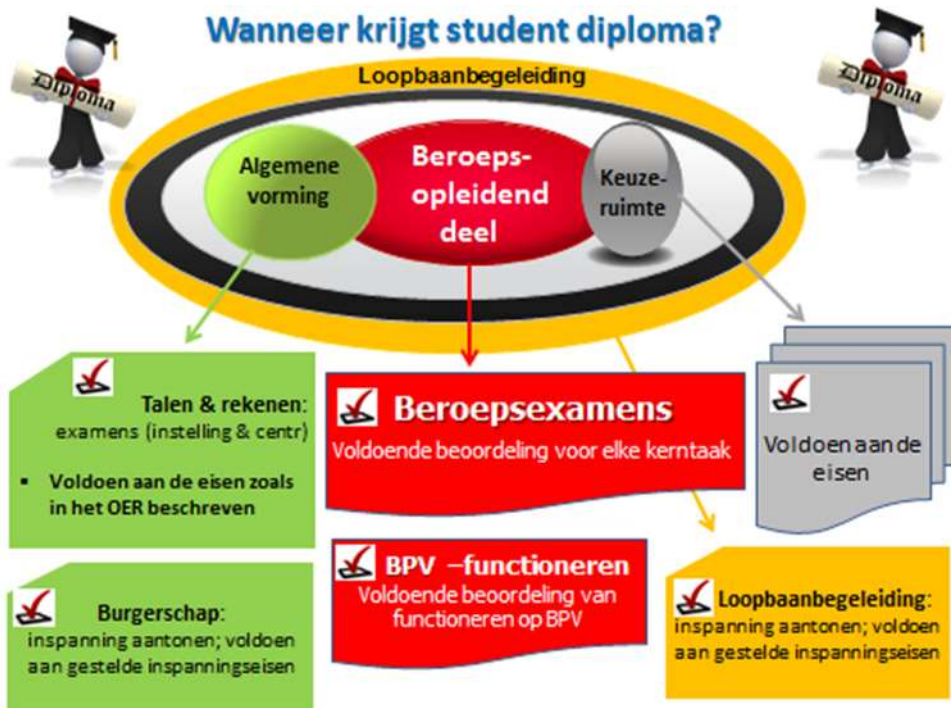 Wanneer krijgt student diploma?
Diploma
Diploma
Loopbaanbegeleiding
Algemene
vorming
Beroeps-
opleidend
deel
Keuze-
ruimte
Talen & rekenen:
examens (instelling & centr)
▪ Voldoen aan de eisen zoals
in het OER beschreven
Beroepsexamens
Voldoende beoordeling voor elke kerntaak
Voldoen aan de
eisen
Burgerschap:
inspanning aantonen; voldoen
aan gestelde inspanningseisen
BPV –functioneren
Voldoende beoordeling van
functioneren op BPV
Loopbaanbegeleiding:
inspanning aantonen; voldoen
aan gestelde inspanningseisen